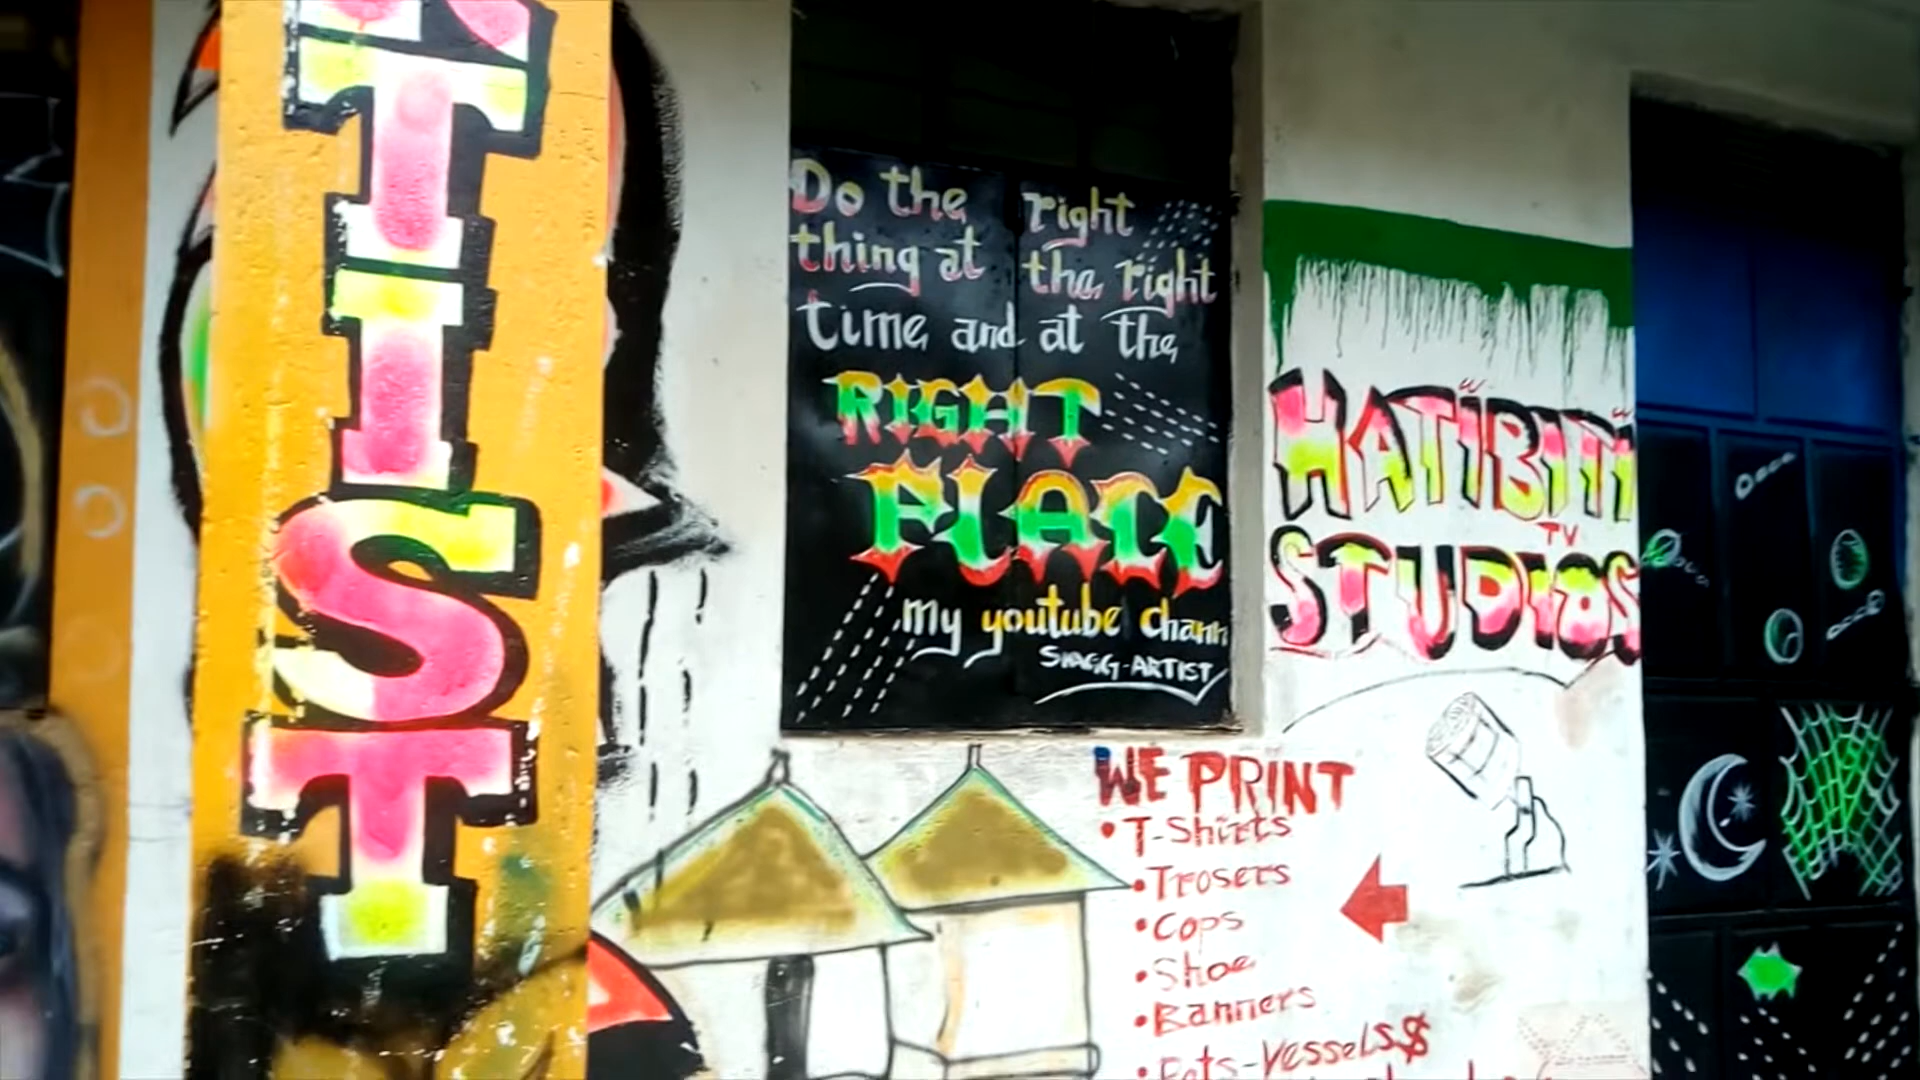 TIST
Do the right
thing at the right
time and at the
RIGHT
PLACE
my youtube chann
SWAGG-ARTIST
HATIBITI
TV
STUDIOS
WE PRINT
•T-Shirts
•Trosers
•Cops
•Shoe
•Banners